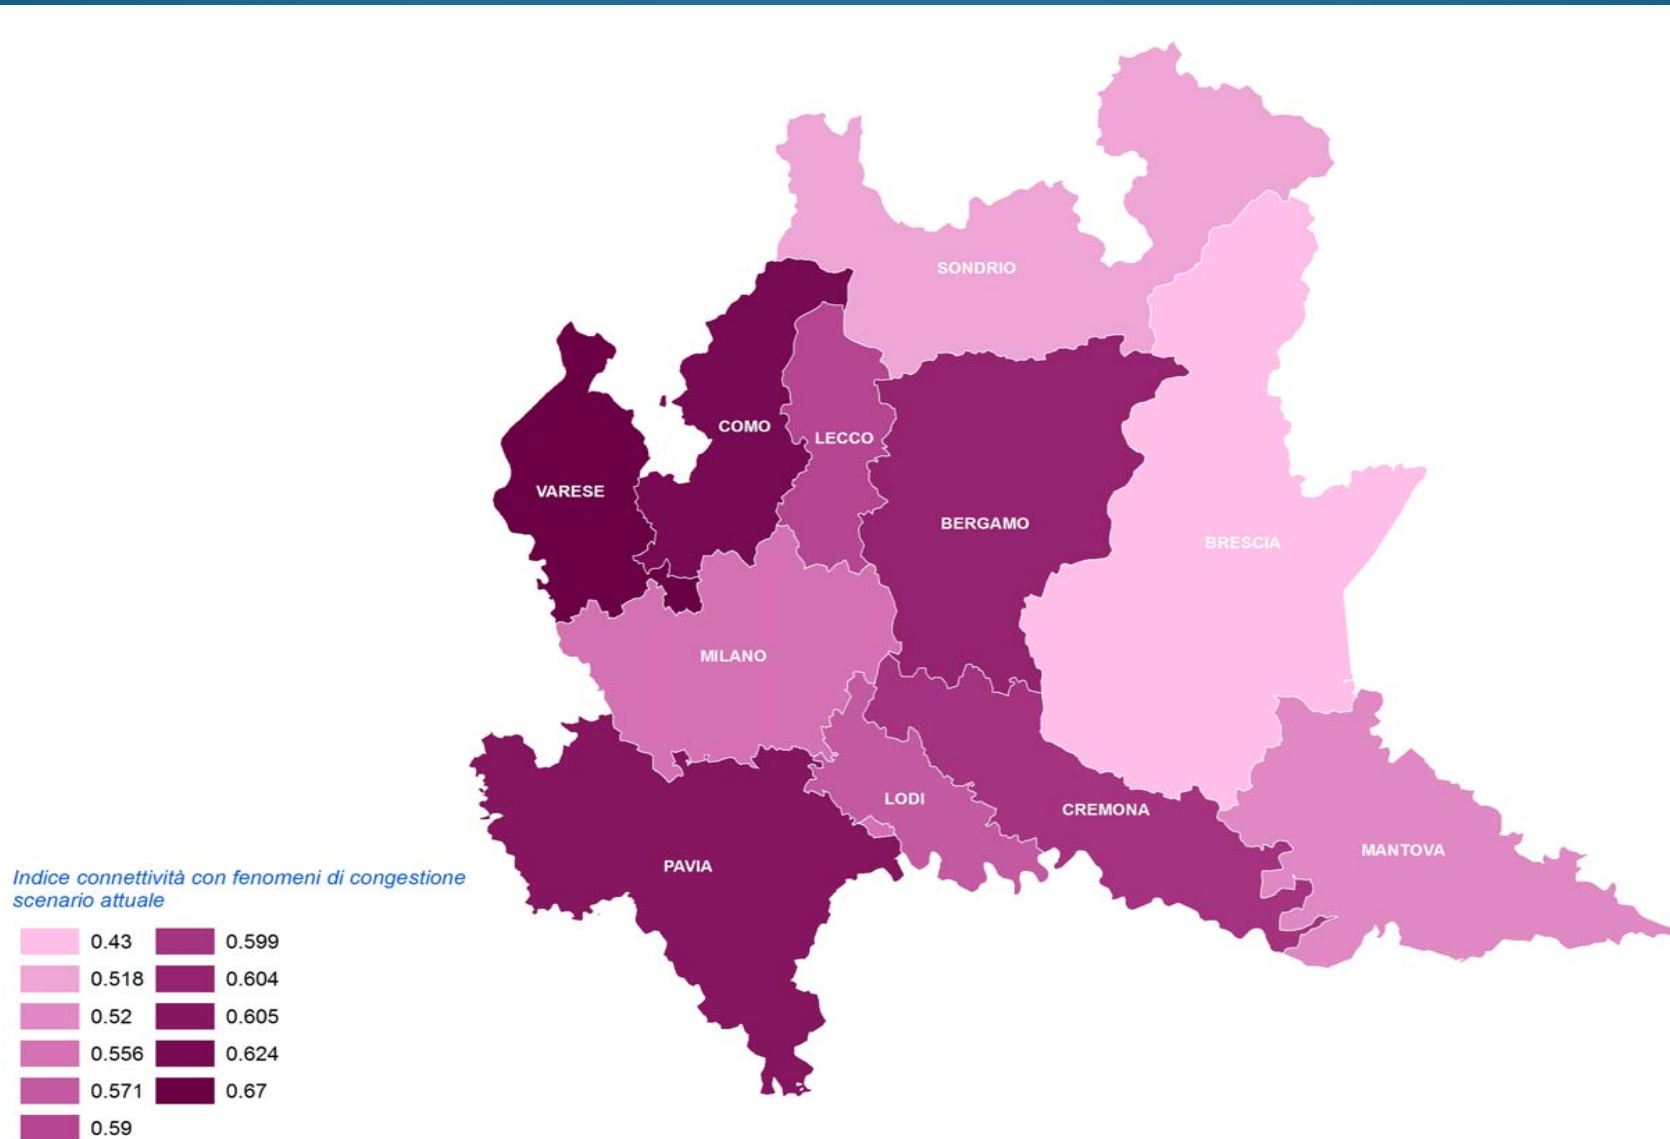 SONDRIO
COMO
LECCO
VARESE
BERGAMO
BRESCIA
MILANO
LODI
CREMONA
MANTOVA
PAVIA
Indice connettività con fenomeni di congestione
scenario attuale
0.43 0.599
0.518 0.604
0.52 0.605
0.556 0.624
0.571 0.67
0.59